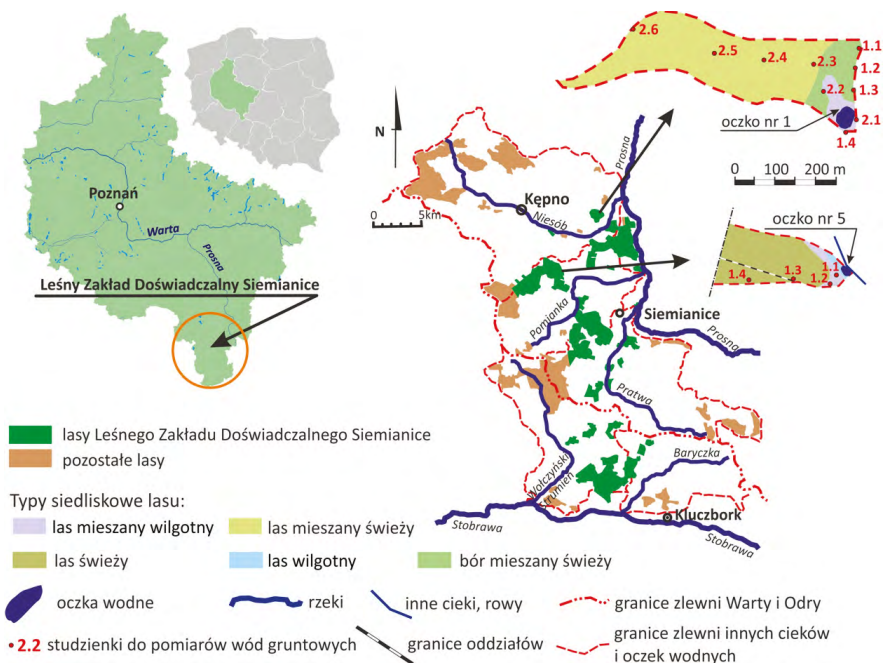 Poznań
Warta
Prosna
Leśny Zakład Doświadczalny Siemianice
N
0 5km
Kępno
Niesób
Prosna
Pomianka
Siemianice
Prosna
Pratwa
Wołczyński
Strumień
Baryczka
Stobrawa
Kluczbork
Stobrawa
2.6
2.5
2.4
2.3
1.1
1.2
2.2
1.3
oczko nr 1
2.1
1.4
0 100 200 m
oczko nr 5
1.4
1.3
1.1
1.2
lasy Leśnego Zakładu Doświadczalnego Siemianice
pozostałe lasy
Typy siedliskowe lasu:
las mieszany wilgotny
las mieszany świeży
las świeży
las wilgotny
bór mieszany świeży
oczka wodne
rzeki
inne cieki, rowy
granice zlewni Warty i Odry
2.2 studzienki do pomiarów wód gruntowych
granice oddziałów
granice zlewni innych cieków
i oczek wodnych